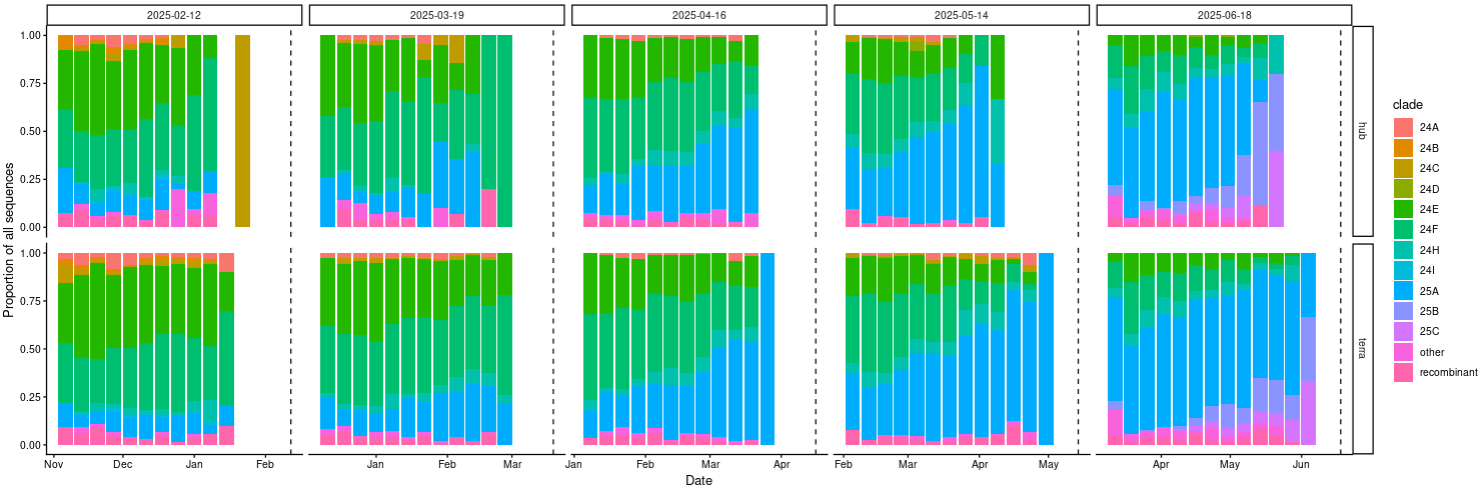 2025-02-12 2025-03-19 2025-04-16 2025-05-14 2025-06-18
Proportion of all sequences
1.00
0.75
0.50
0.25
0.00
hub
1.00
0.75
0.50
0.25
0.00
terra
Nov Dec Jan Feb Jan Feb Mar Jan Feb Mar Apr Feb Mar Apr May Apr May Jun
Date
clade
24A
24B
24C
24D
24E
24F
24H
24I
25A
25B
25C
other
recombinant